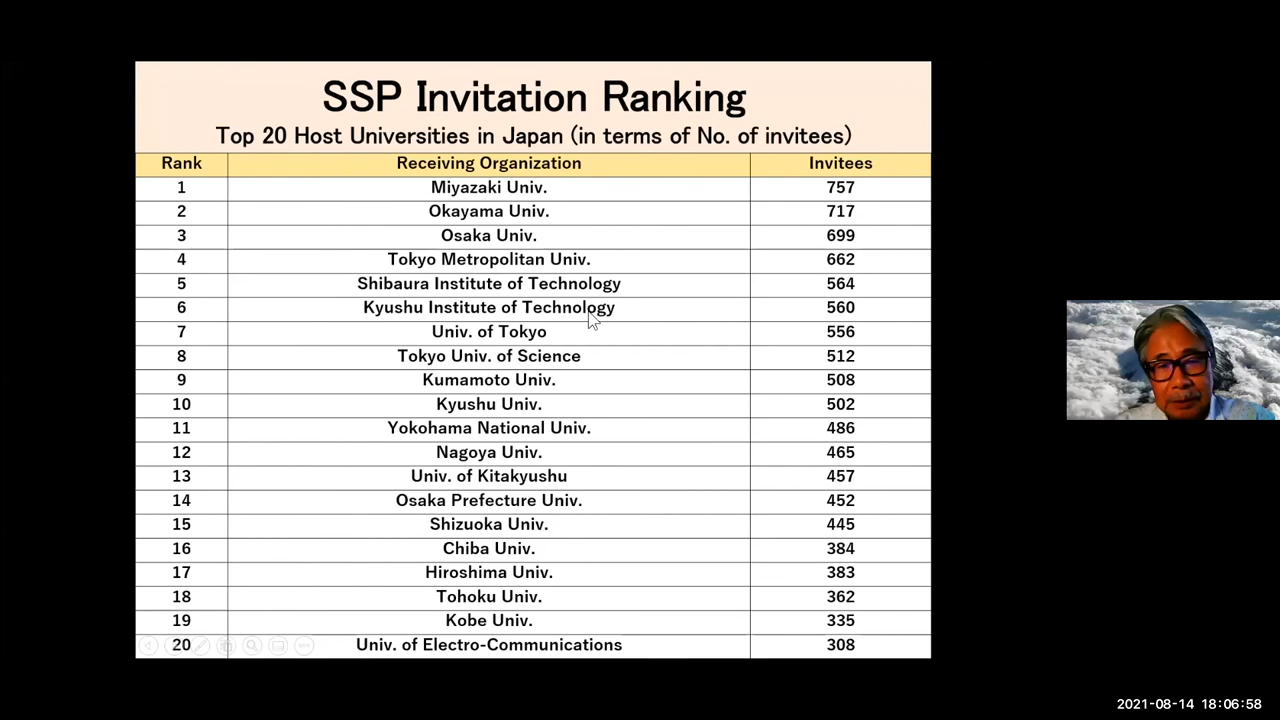 SSP Invitation Ranking
Top 20 Host Universities in Japan (in terms of No. of invitees)
Rank Receiving Organization Invitees
1 Miyazaki Univ. 757
2 Okayama Univ. 717
3 Osaka Univ. 699
4 Tokyo Metropolitan Univ. 662
5 Shibaura Institute of Technology 564
6 Kyushu Institute of Technology 560
7 Univ. of Tokyo 556
8 Tokyo Univ. of Science 512
9 Kumamoto Univ. 508
10 Kyushu Univ. 502
11 Yokohama National Univ. 486
12 Nagoya Univ. 465
13 Univ. of Kitakyushu 457
14 Osaka Prefecture Univ. 452
15 Shizuoka Univ. 445
16 Chiba Univ. 384
17 Hiroshima Univ. 383
18 Tohoku Univ. 362
19 Kobe Univ. 335
20 Univ. of Electro-Communications 308
2021-08-14 18:06:58